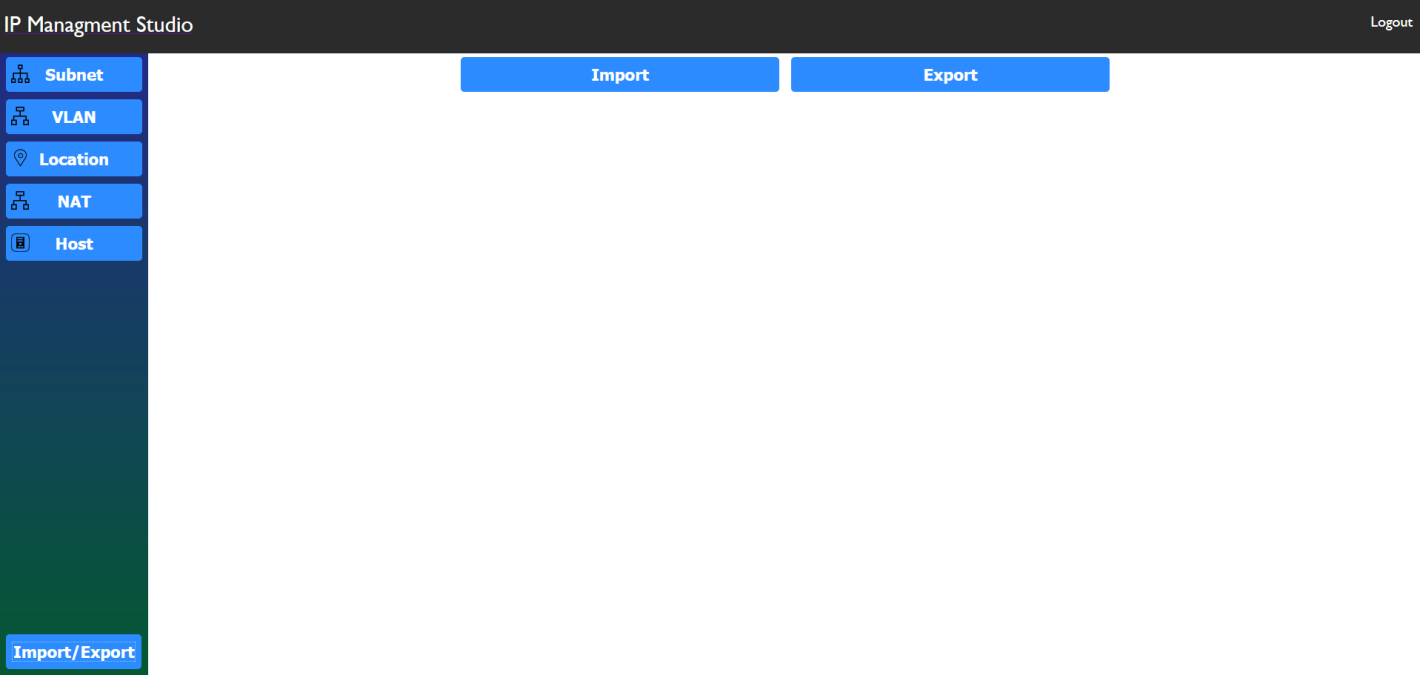 IP Managment Studio
Logout
Subnet
VLAN
Location
NAT
Host
Import/Export
Import
Export